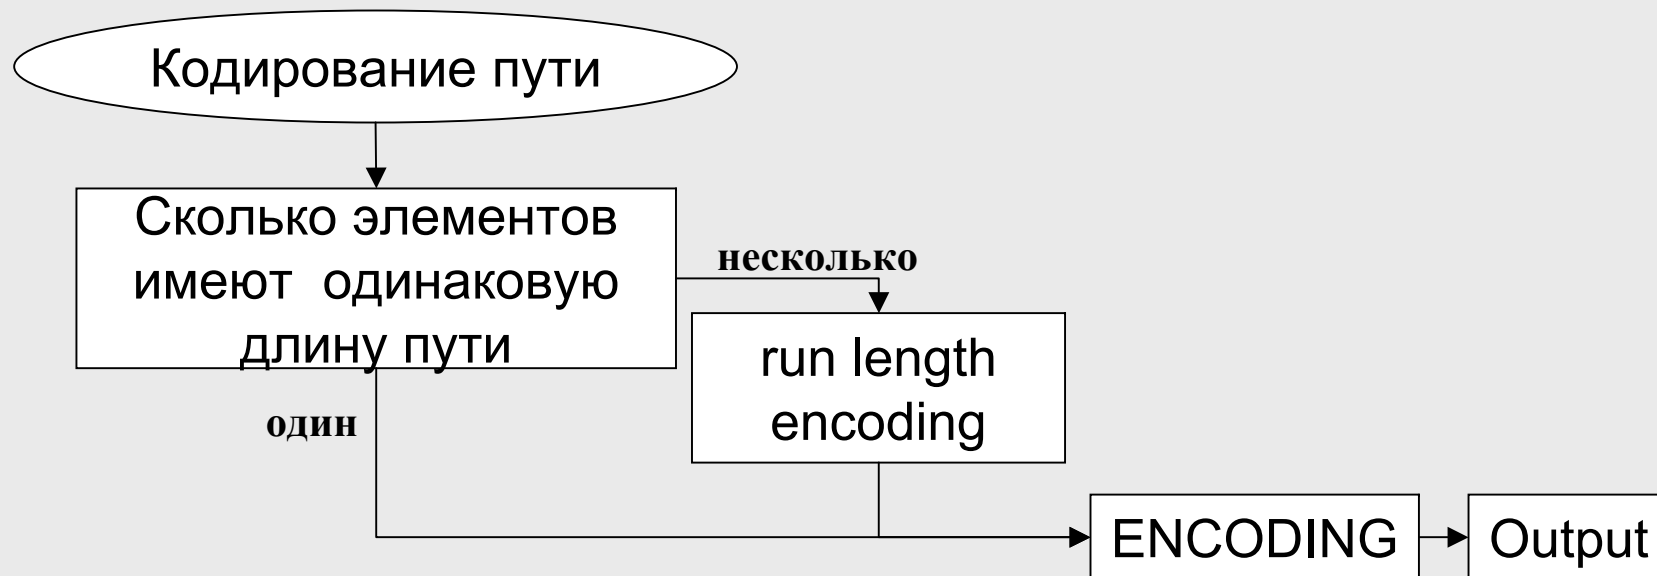 Кодирование пути
Сколько элементов
имеют одинаковую
длину пути
несколько
run length
encoding
один
ENCODING
Output